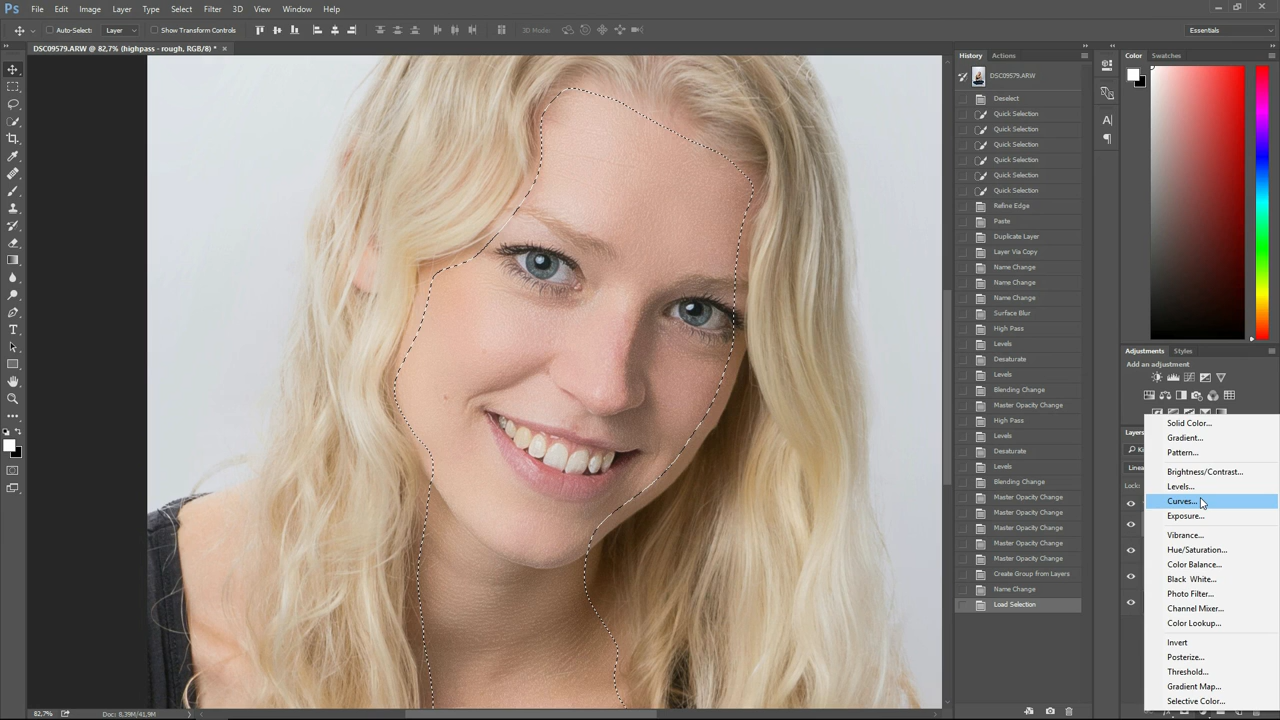 Ps File Edit Image Layer Type Select Filter 3D View Window Help
Auto-Select: Layer Show Transform Controls 3D Mode: Essentials
DSC09579.ARW @ 82,7% (highpass - rough, RGB/8) * ×
History Actions
DSC09579.ARW
Deselect
Quick Selection
Quick Selection
Quick Selection
Quick Selection
Quick Selection
Quick Selection
Refine Edge
Paste
Duplicate Layer
Layer Via Copy
Name Change
Name Change
Name Change
Surface Blur
High Pass
Levels
Desaturate
Levels
Blending Change
Master Opacity Change
High Pass
Levels
Desaturate
Levels
Blending Change
Master Opacity Change
Master Opacity Change
Master Opacity Change
Master Opacity Change
Master Opacity Change
Create Group from Layers
Name Change
Load Selection
Color Swatches
Adjustments Styles
Add an adjustment
Layers
Lock:
Solid Color...
Gradient...
Pattern...
Brightness/Contrast...
Levels...
Curves...
Exposure...
Vibrance...
Hue/Saturation...
Color Balance...
Black White...
Photo Filter...
Channel Mixer...
Color Lookup...
Invert
Posterize...
Threshold...
Gradient Map...
Selective Color...
82,7% Doc: 8,39M/41,9M